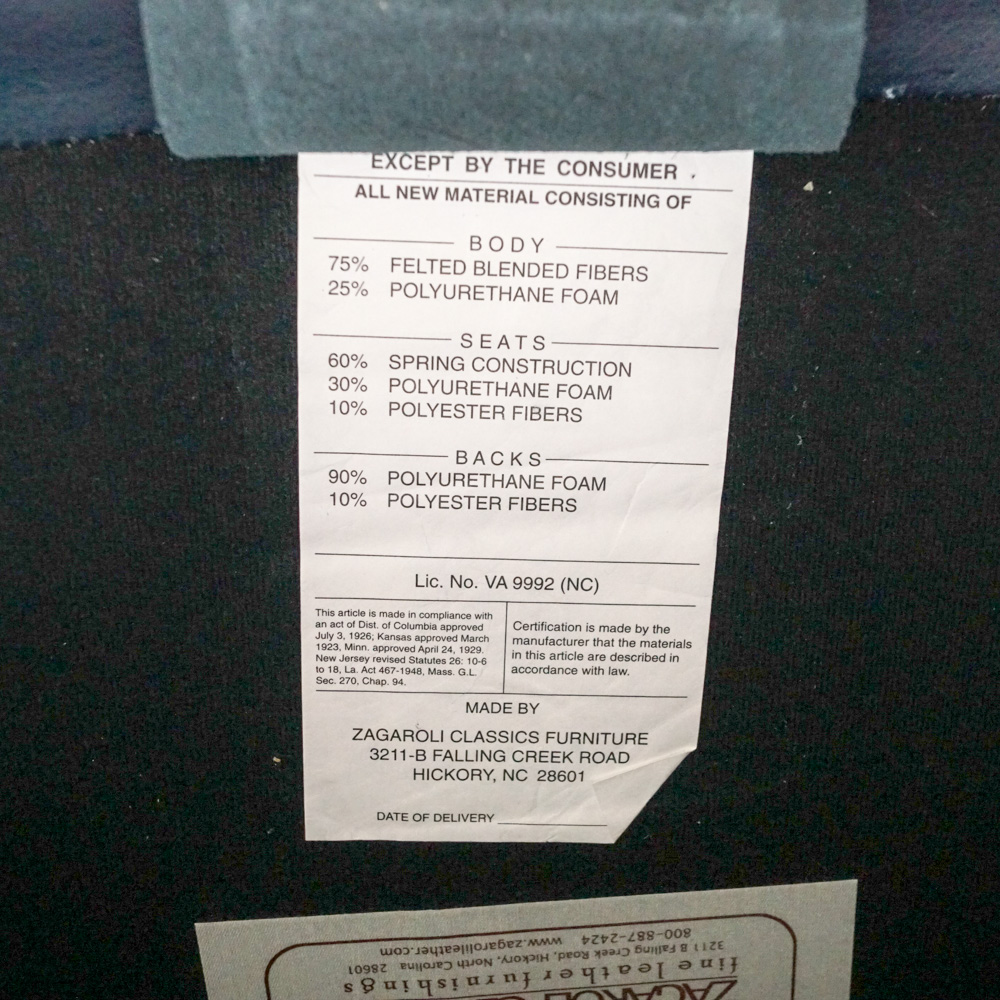 EXCEPT BY THE CONSUMER .
ALL NEW MATERIAL CONSISTING OF
BODY
75% FELTED BLENDED FIBERS
25% POLYURETHANE FOAM
SEATS
60% SPRING CONSTRUCTION
30% POLYURETHANE FOAM
10% POLYESTER FIBERS
BACKS
90% POLYURETHANE FOAM
10% POLYESTER FIBERS
Lic. No. VA 9992 (NC)
This article is made in compliance with
an act of Dist. of Columbia approved
July 3, 1926; Kansas approved March
1923, Minn. approved April 24, 1929.
New Jersey revised Statutes 26: 10-6
to 18, La. Act 467-1948, Mass. G.L.
Sec. 270, Chap. 94.
Certification is made by the
manufacturer that the materials
in this article are described in
accordance with law.
MADE BY
ZAGAROLI CLASSICS FURNITURE
3211-B FALLING CREEK ROAD
HICKORY, NC 28601
DATE OF DELIVERY
fine leather furnishings
3211 B Falling Creek Road, Hickory, North Carolina 28601
800-887-2424 www.zagarolileather.com